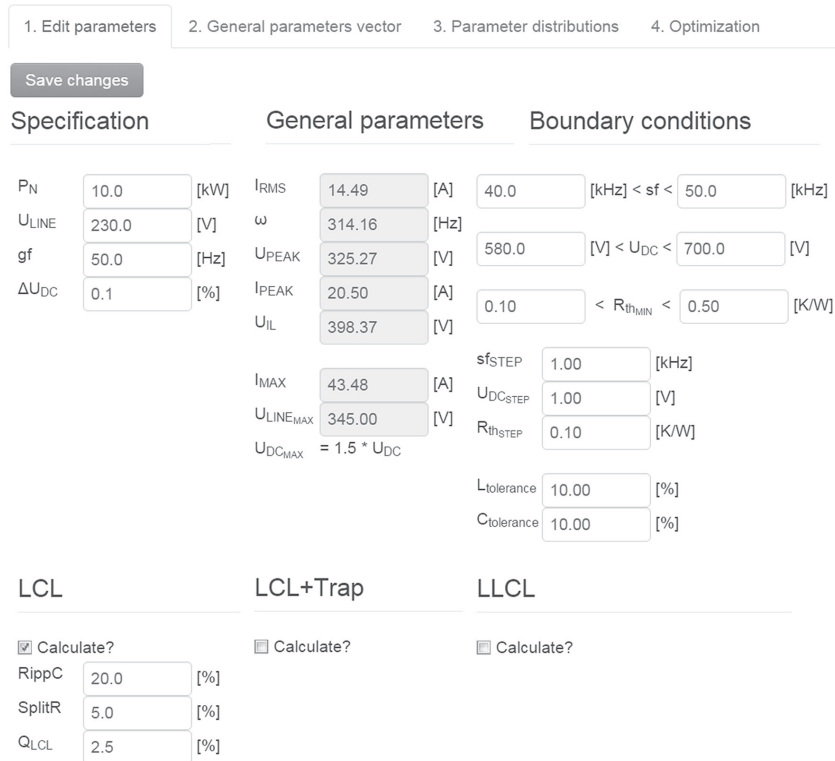 1. Edit parameters 2. General parameters vector 3. Parameter distributions 4. Optimization
Save changes
Specification General parameters Boundary conditions
PN 10.0 [kW] IRMS 14.49 [A] 40.0 [kHz] < sf < 50.0 [kHz]
ULINE 230.0 [V] ω 314.16 [Hz]
gf 50.0 [Hz] UPEAK 325.27 [V] 580.0 [V] < UDC < 700.0 [V]
ΔUDC 0.1 [%] IPEAK 20.50 [A] 0.10 < RthMIN < 0.50 [K/W]
UIL 398.37 [V]
sfSTEP 1.00 [kHz]
IMAX 43.48 [A] UDCSTEP 1.00 [V]
ULINEMAX 345.00 [V] RthSTEP 0.10 [K/W]
UDCMAX = 1.5 * UDC
Ltolerance 10.00 [%]
Ctolerance 10.00 [%]
LCL LCL+Trap LLCL
Calculate? Calculate? Calculate?
RippC 20.0 [%]
SplitR 5.0 [%]
QLCL 2.5 [%]